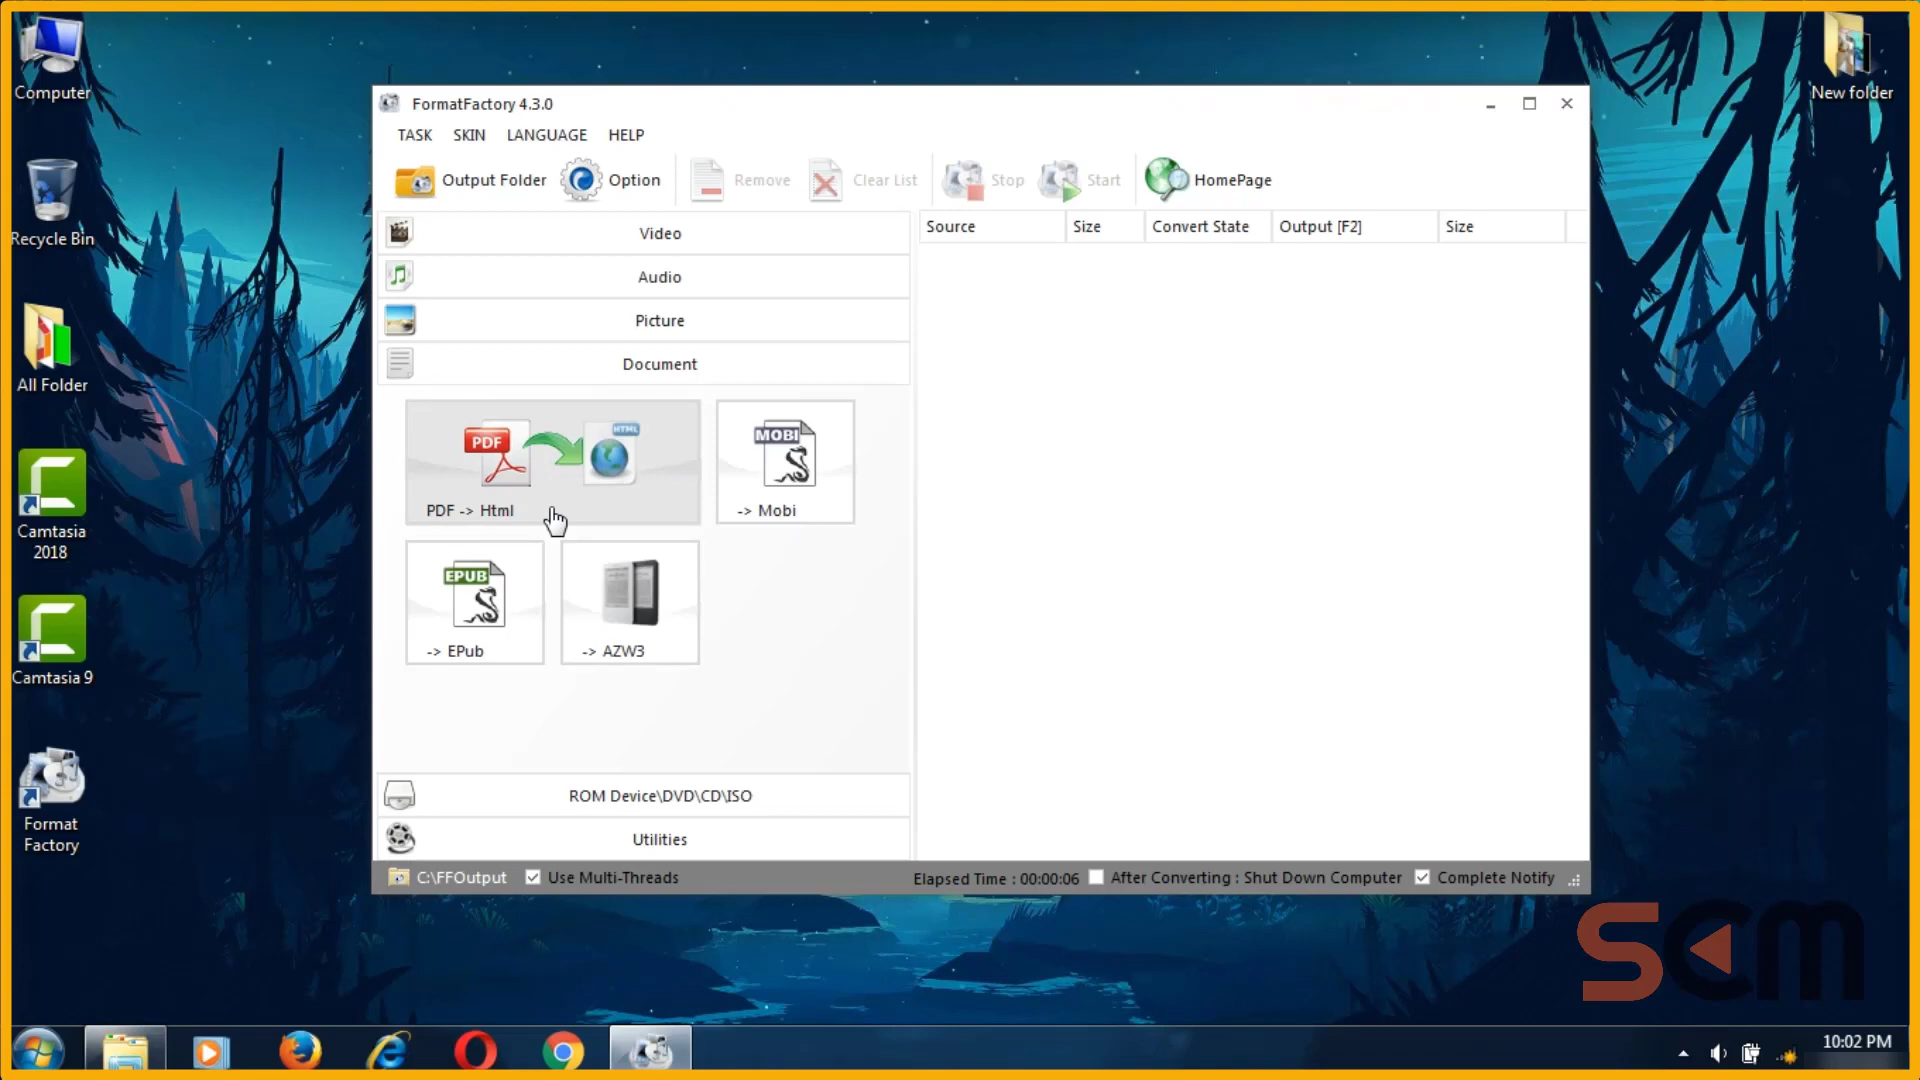 Computer
Recycle Bin
All Folder
Camtasia
2018
Camtasia 9
Format
Factory
New folder
FormatFactory 4.3.0
TASK SKIN LANGUAGE HELP
Output Folder Option Remove Clear List Stop Start HomePage
Video
Audio
Picture
Document
PDF HTML
PDF -> Html
MOBI
-> Mobi
EPUB
-> EPub
-> AZW3
ROM Device\DVD\CD\ISO
Utilities
Source Size Convert State Output [F2] Size
C:\FFOutput Use Multi-Threads Elapsed Time : 00:00:06 After Converting : Shut Down Computer Complete Notify
SCM
10:02 PM